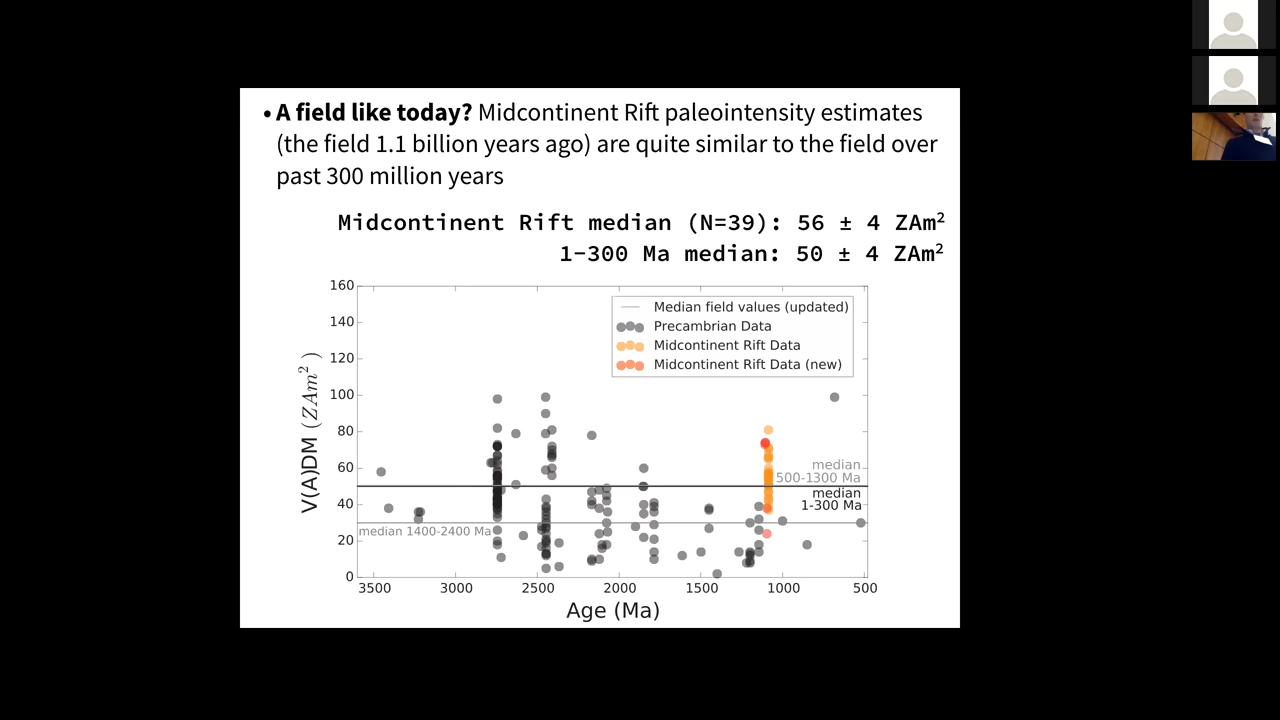 • A field like today? Midcontinent Rift paleointensity estimates
(the field 1.1 billion years ago) are quite similar to the field over
past 300 million years
Midcontinent Rift median (N=39): 56 ± 4 ZAm²
1-300 Ma median: 50 ± 4 ZAm²
160
140
120
100
80
60
40
20
0
V(A)DM (ZAm²)
Median field values (updated)
Precambrian Data
Midcontinent Rift Data
Midcontinent Rift Data (new)
median
500-1300 Ma
median
1-300 Ma
median 1400-2400 Ma
3500 3000 2500 2000 1500 1000 500
Age (Ma)